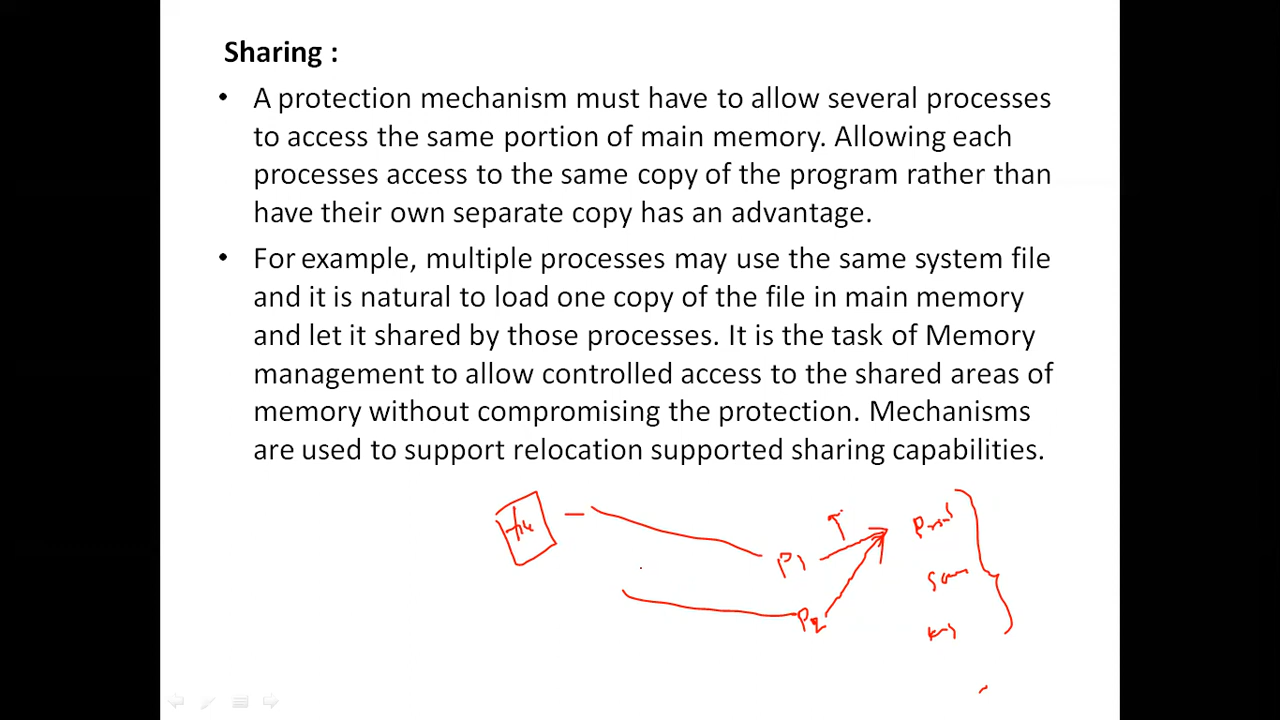 Sharing :
• A protection mechanism must have to allow several processes
to access the same portion of main memory. Allowing each
processes access to the same copy of the program rather than
have their own separate copy has an advantage.
• For example, multiple processes may use the same system file
and it is natural to load one copy of the file in main memory
and let it shared by those processes. It is the task of Memory
management to allow controlled access to the shared areas of
memory without compromising the protection. Mechanisms
are used to support relocation supported sharing capabilities.
file
P1
P2